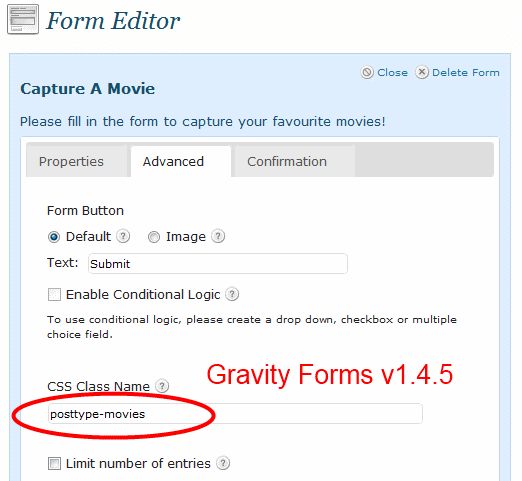 Form Editor
Close Delete Form
Capture A Movie
Please fill in the form to capture your favourite movies!
Properties Advanced Confirmation
Form Button
Default ? Image ?
Text: Submit
Enable Conditional Logic ?
To use conditional logic, please create a drop down, checkbox or multiple
choice field.
Gravity Forms v1.4.5
CSS Class Name ?
posttype-movies
Limit number of entries ?